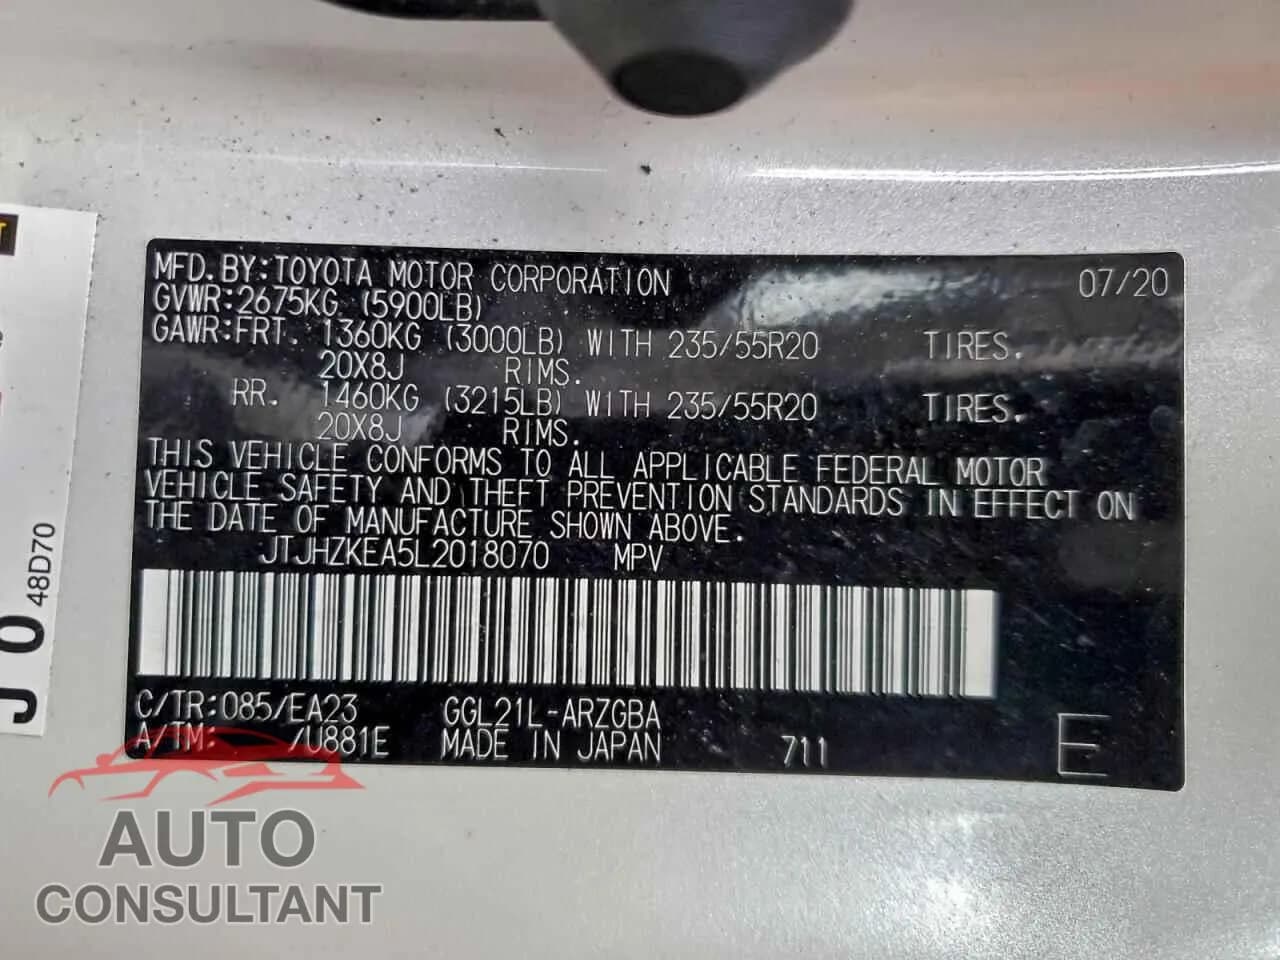 MFD.BY:TOYOTA MOTOR CORPORATION 07/20
GVWR:2675KG (5900LB)
GAWR:FRT. 1360KG (3000LB) WITH 235/55R20 TIRES.
20X8J RIMS.
RR. 1460KG (3215LB) WITH 235/55R20 TIRES.
20X8J RIMS.
THIS VEHICLE CONFORMS TO ALL APPLICABLE FEDERAL MOTOR
VEHICLE SAFETY AND THEFT PREVENTION STANDARDS IN EFFECT ON
THE DATE OF MANUFACTURE SHOWN ABOVE.
JTJHZKEA5L2018070 MPV
C/TR:085/EA23 GGL21L-ARZGBA
A/TM: /U881E MADE IN JAPAN 711 E
J 0
48D70
AUTO
CONSULTANT